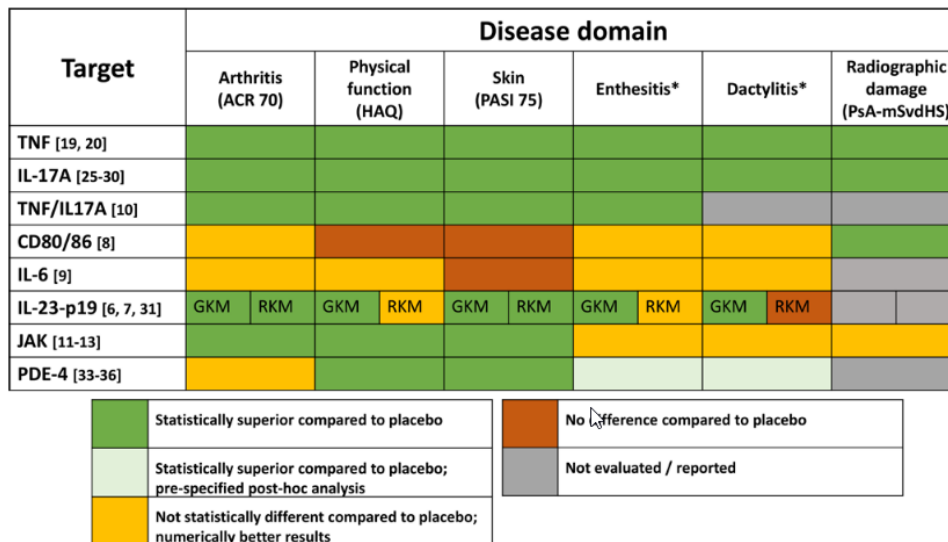 Target
Disease domain
Arthritis
(ACR 70)
Physical
function
(HAQ)
Skin
(PASI 75)
Enthesitis*
Dactylitis*
Radiographic
damage
(PsA-mSvdHS)
TNF [19, 20]
IL-17A [25-30]
TNF/IL17A [10]
CD80/86 [8]
IL-6 [9]
IL-23-p19 [6, 7, 31] GKM RKM GKM RKM GKM RKM GKM RKM GKM RKM
JAK [11-13]
PDE-4 [33-36]
Statistically superior compared to placebo
Statistically superior compared to placebo;
pre-specified post-hoc analysis
Not statistically different compared to placebo;
numerically better results
No difference compared to placebo
Not evaluated / reported